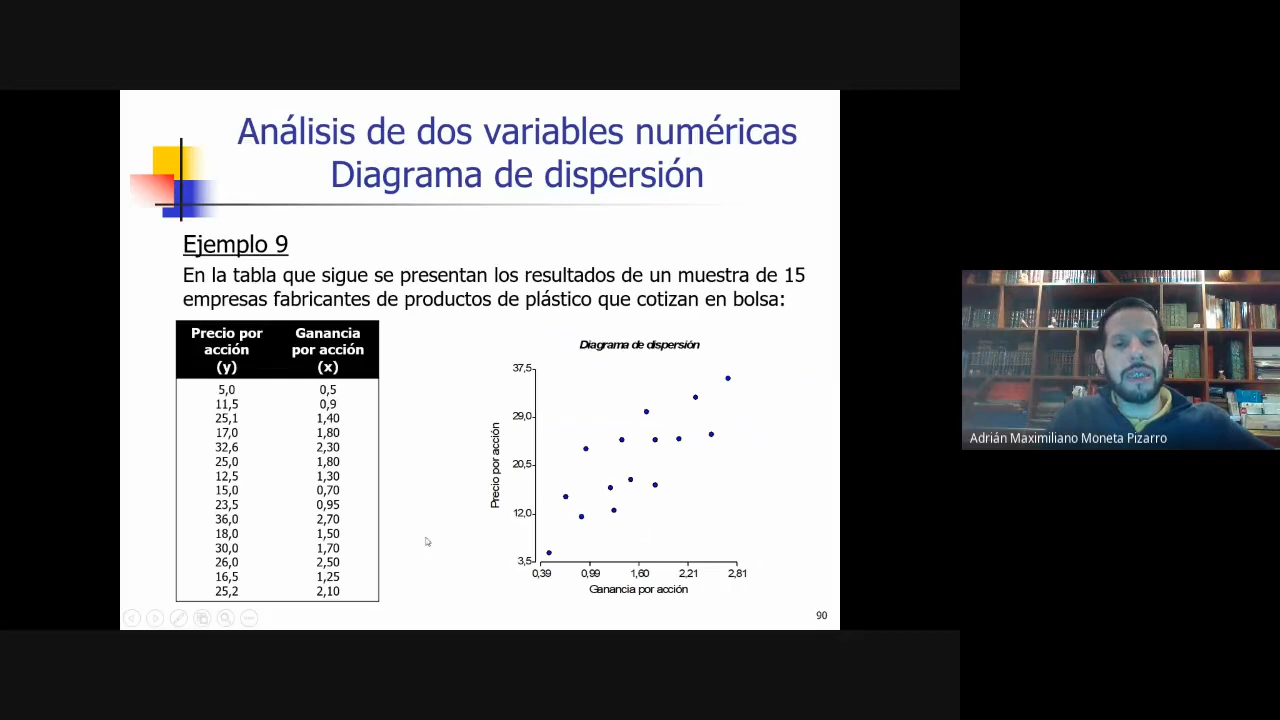 Análisis de dos variables numéricas
Diagrama de dispersión
Ejemplo 9
En la tabla que sigue se presentan los resultados de un muestra de 15
empresas fabricantes de productos de plástico que cotizan en bolsa:
Precio por acción (y) Ganancia por acción (x)
5,0 0,5
11,5 0,9
25,1 1,40
17,0 1,80
32,6 2,30
25,0 1,80
12,5 1,30
15,0 0,70
23,5 0,95
36,0 2,70
18,0 1,50
30,0 1,70
26,0 2,50
16,5 1,25
25,2 2,10
Diagrama de dispersión
37,5
29,0
20,5
12,0
3,5
Precio por acción
0,39 0,99 1,60 2,21 2,81
Ganancia por acción
90
Adrián Maximiliano Moneta Pizarro